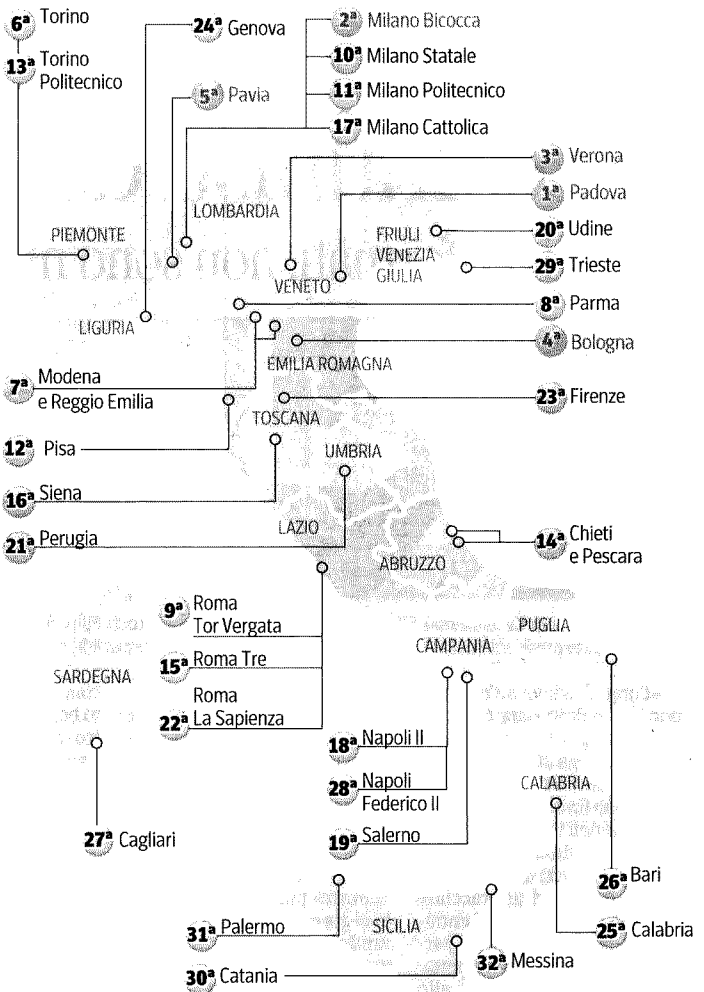 6ª Torino
13ª Torino
Politecnico
24ª Genova
5ª Pavia
2ª Milano Bicocca
10ª Milano Statale
11ª Milano Politecnico
17ª Milano Cattolica
3ª Verona
1ª Padova
20ª Udine
29ª Trieste
8ª Parma
4ª Bologna
23ª Firenze
LOMBARDIA
PIEMONTE
FRIULI
VENEZIA
GIULIA
VENETO
LIGURIA
EMILIA ROMAGNA
7ª Modena
e Reggio Emilia
TOSCANA
12ª Pisa
UMBRIA
16ª Siena
LAZIO
21ª Perugia
14ª Chieti
e Pescara
ABRUZZO
9ª Roma
Tor Vergata
15ª Roma Tre
22ª Roma
La Sapienza
PUGLIA
CAMPANIA
SARDEGNA
18ª Napoli II
28ª Napoli
Federico II
19ª Salerno
CALABRIA
27ª Cagliari
26ª Bari
25ª Calabria
31ª Palermo
SICILIA
30ª Catania
32ª Messina